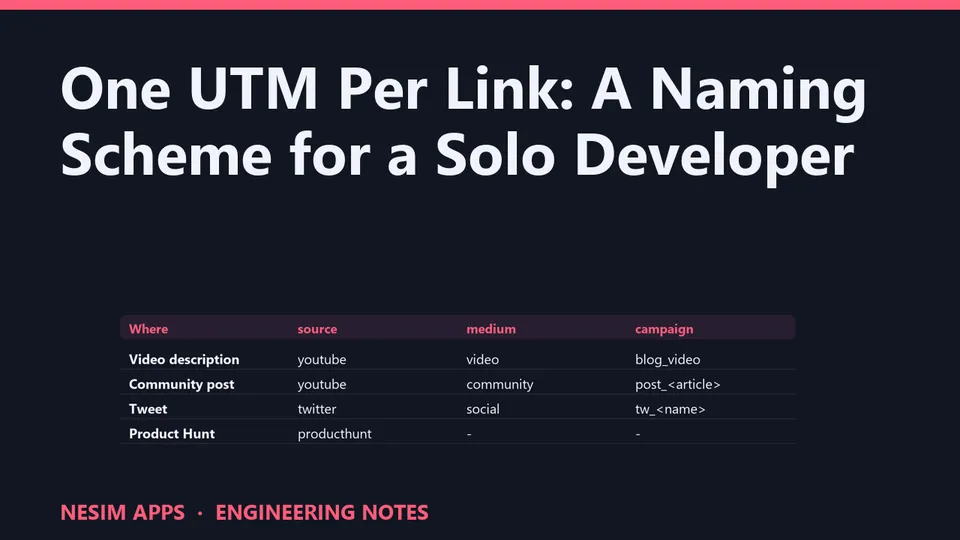 One UTM Per Link: A Naming
Scheme for a Solo Developer
Where source medium campaign
Video description youtube video blog_video
Community post youtube community post_<article>
Tweet twitter social tw_<name>
Product Hunt producthunt - -
NESIM APPS · ENGINEERING NOTES